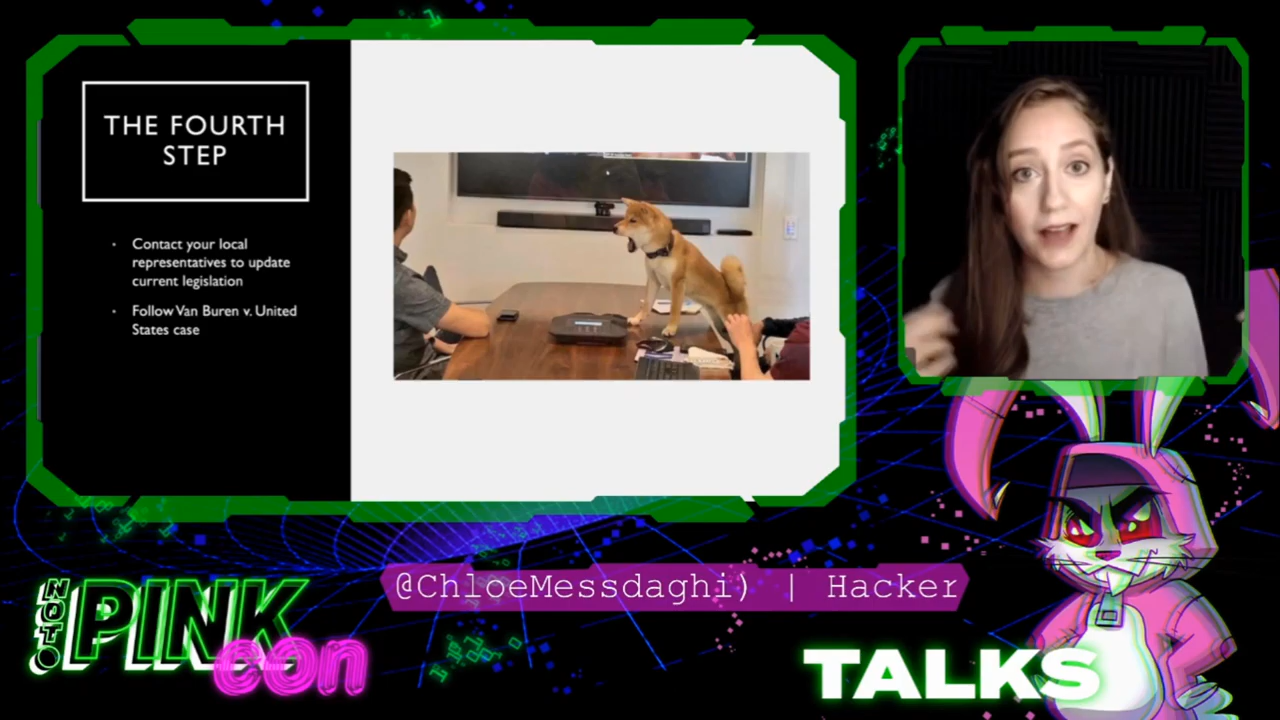 THE FOURTH
STEP
Contact your local
representatives to update
current legislation
Follow Van Buren v. United
States case
@ChloeMessdaghi) | Hacker
NOT
PINK
con
TALKS